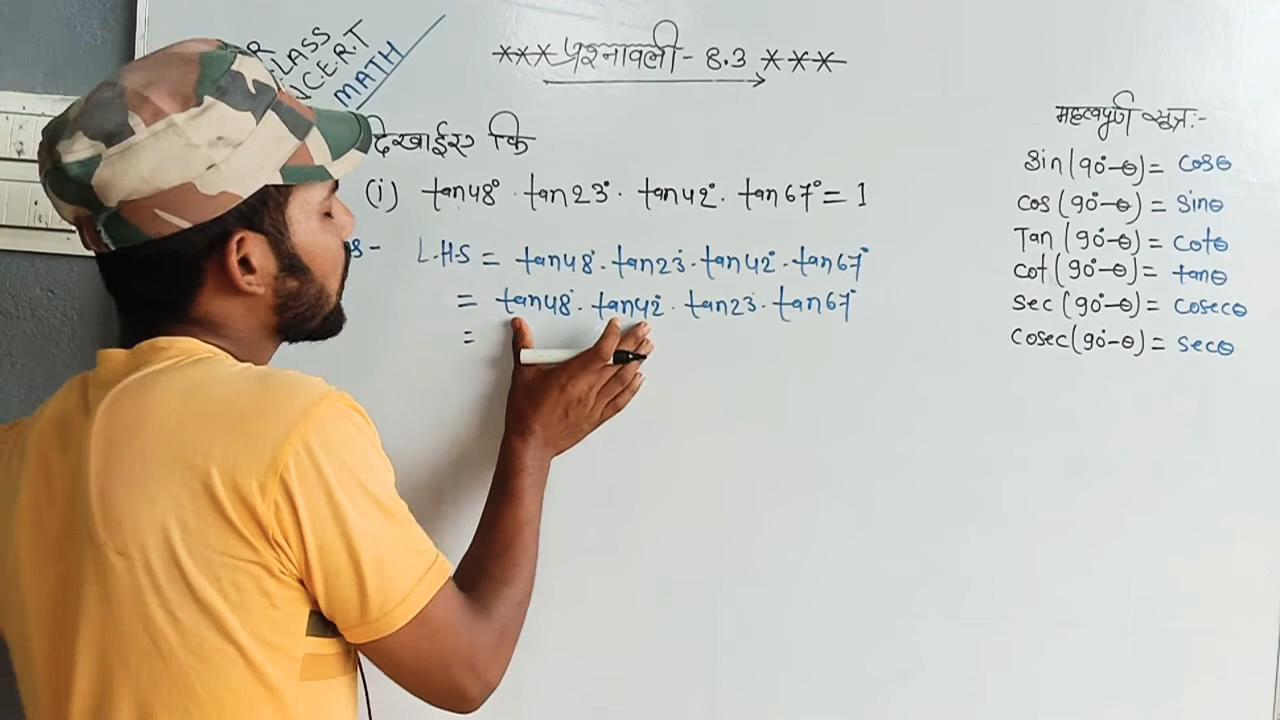 CLASS
N.C.E.R.T
MATH
*** प्रश्नावली - 8.3 ***
दिखाईए कि
(i) tan48° · tan23° · tan42° · tan67° = 1
L.H.S = tan48° · tan23° · tan42° · tan67°
= tan48° · tan42° · tan23° · tan67°
=
महत्वपूर्ण सूत्र :-
Sin (90°-θ) = cosθ
cos (90°-θ) = Sinθ
Tan (90°-θ) = cotθ
cot (90°-θ) = tanθ
sec (90°-θ) = cosecθ
cosec (90°-θ) = secθ